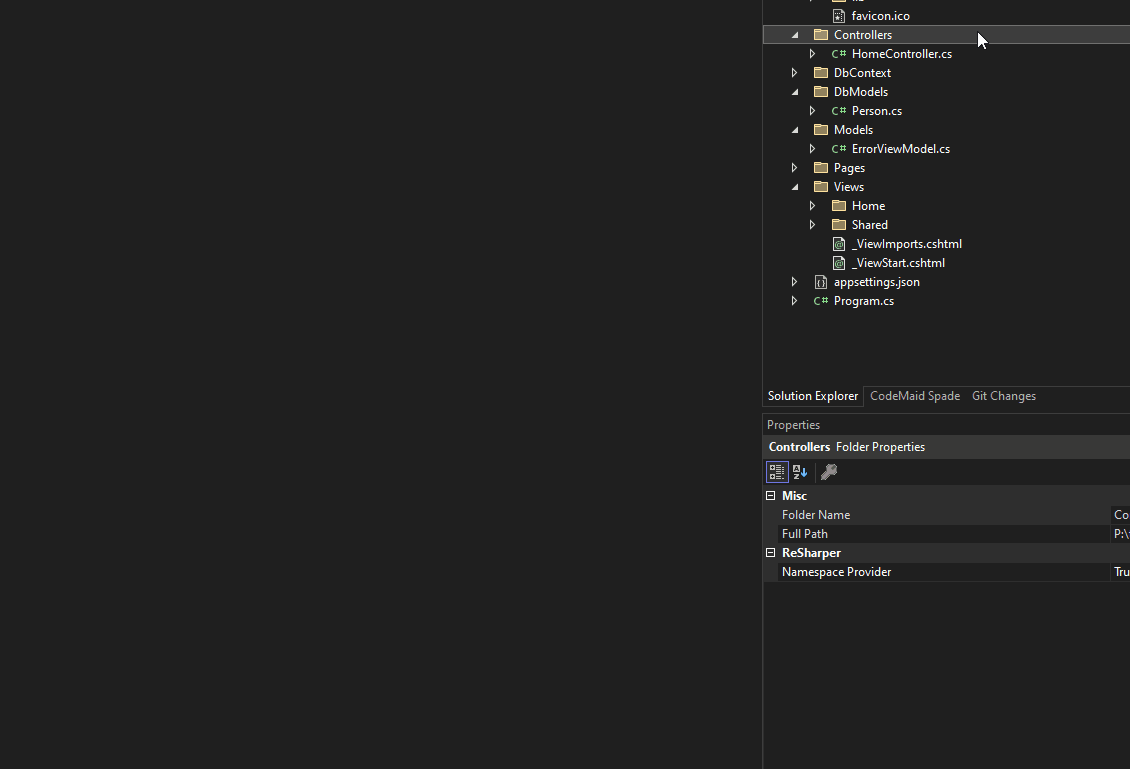 favicon.ico
Controllers
C# HomeController.cs
DbContext
DbModels
C# Person.cs
Models
C# ErrorViewModel.cs
Pages
Views
Home
Shared
_ViewImports.cshtml
_ViewStart.cshtml
appsettings.json
C# Program.cs
Solution Explorer CodeMaid Spade Git Changes
Properties
Controllers Folder Properties
Misc
Folder Name Co
Full Path P:\
ReSharper
Namespace Provider Tru